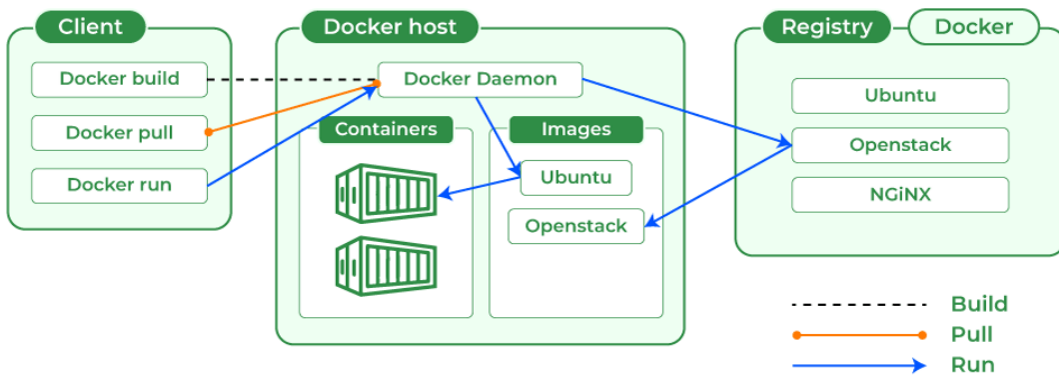 Client
Docker build
Docker pull
Docker run
Docker host
Docker Daemon
Containers
Images
Ubuntu
Openstack
Registry
Docker
Ubuntu
Openstack
NGiNX
Build
Pull
Run